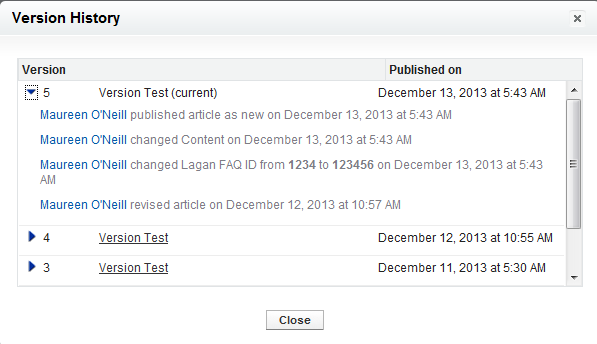 Version History
Version Published on
5 Version Test (current) December 13, 2013 at 5:43 AM
Maureen O'Neill published article as new on December 13, 2013 at 5:43 AM
Maureen O'Neill changed Content on December 13, 2013 at 5:43 AM
Maureen O'Neill changed Lagan FAQ ID from 1234 to 123456 on December 13, 2013 at 5:43
AM
Maureen O'Neill revised article on December 12, 2013 at 10:57 AM
4 Version Test December 12, 2013 at 10:55 AM
3 Version Test December 11, 2013 at 5:30 AM
Close